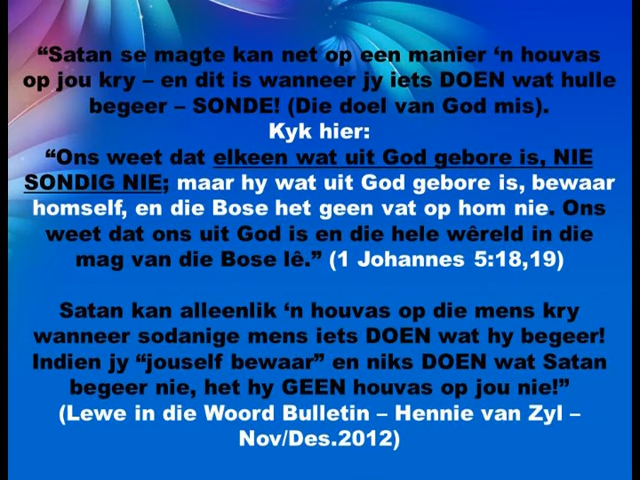 “Satan se magte kan net op een manier ‘n houvas
op jou kry – en dit is wanneer jy iets DOEN wat hulle
begeer – SONDE! (Die doel van God mis).
Kyk hier:
“Ons weet dat elkeen wat uit God gebore is, NIE
SONDIG NIE; maar hy wat uit God gebore is, bewaar
homself, en die Bose het geen vat op hom nie. Ons
weet dat ons uit God is en die hele wêreld in die
mag van die Bose lê.” (1 Johannes 5:18,19)
Satan kan alleenlik ‘n houvas op die mens kry
wanneer sodanige mens iets DOEN wat hy begeer!
Indien jy “jouself bewaar” en niks DOEN wat Satan
begeer nie, het hy GEEN houvas op jou nie!”
(Lewe in die Woord Bulletin – Hennie van Zyl –
Nov/Des.2012)